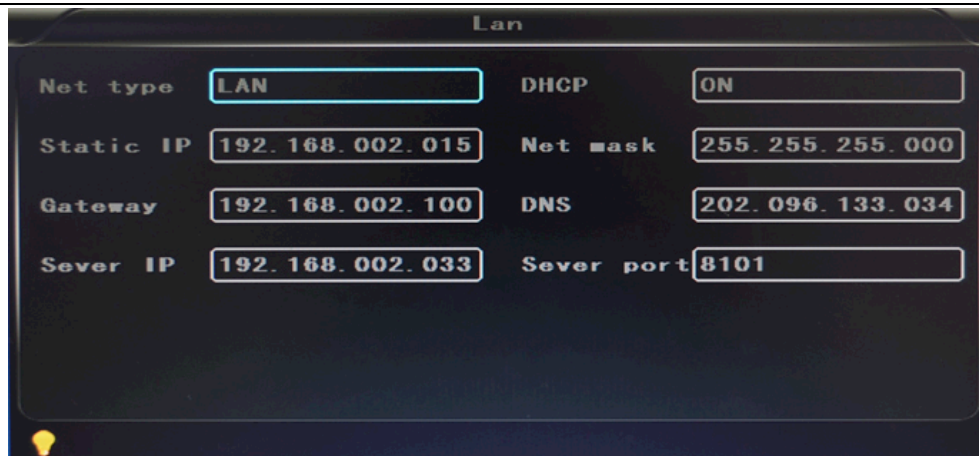 Lan
Net type LAN DHCP ON
Static IP 192.168.002.015 Net mask 255.255.255.000
Gateway 192.168.002.100 DNS 202.096.133.034
Sever IP 192.168.002.033 Sever port 8101